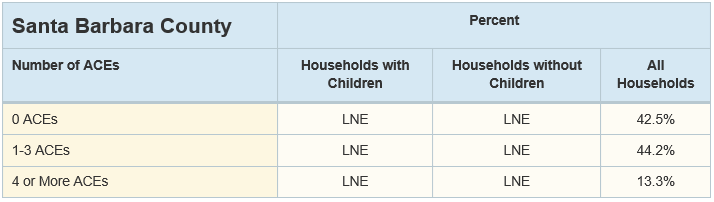 Santa Barbara County Percent
Number of ACEs Households with Children Households without Children All Households
0 ACEs LNE LNE 42.5%
1-3 ACEs LNE LNE 44.2%
4 or More ACEs LNE LNE 13.3%